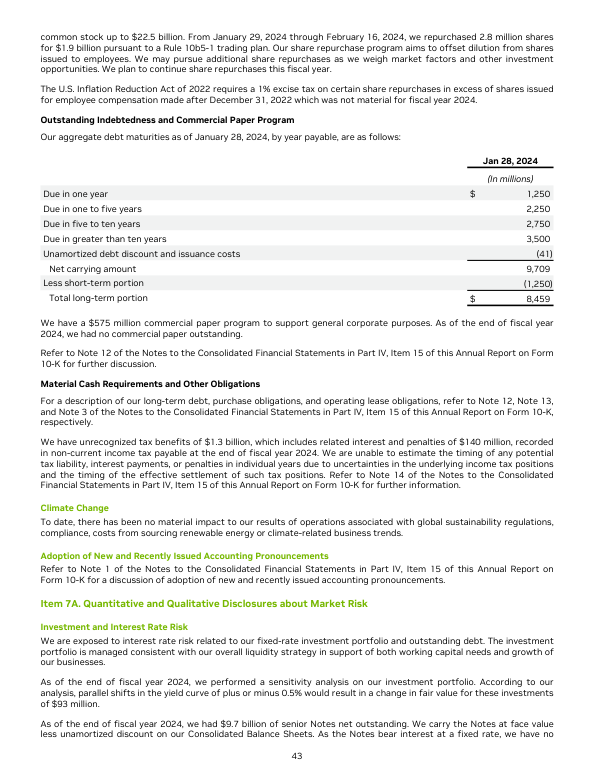 common stock up to $22.5 billion. From January 29, 2024 through February 16, 2024, we repurchased 2.8 million shares
for $1.9 billion pursuant to a Rule 10b5-1 trading plan. Our share repurchase program aims to offset dilution from shares
issued to employees. We may pursue additional share repurchases as we weigh market factors and other investment
opportunities. We plan to continue share repurchases this fiscal year.
The U.S. Inflation Reduction Act of 2022 requires a 1% excise tax on certain share repurchases in excess of shares issued
for employee compensation made after December 31, 2022 which was not material for fiscal year 2024.
Outstanding Indebtedness and Commercial Paper Program
Our aggregate debt maturities as of January 28, 2024, by year payable, are as follows:
Jan 28, 2024
(In millions)
Due in one year $ 1,250
Due in one to five years 2,250
Due in five to ten years 2,750
Due in greater than ten years 3,500
Unamortized debt discount and issuance costs (41)
Net carrying amount 9,709
Less short-term portion (1,250)
Total long-term portion $ 8,459
We have a $575 million commercial paper program to support general corporate purposes. As of the end of fiscal year
2024, we had no commercial paper outstanding.
Refer to Note 12 of the Notes to the Consolidated Financial Statements in Part IV, Item 15 of this Annual Report on Form
10-K for further discussion.
Material Cash Requirements and Other Obligations
For a description of our long-term debt, purchase obligations, and operating lease obligations, refer to Note 12, Note 13,
and Note 3 of the Notes to the Consolidated Financial Statements in Part IV, Item 15 of this Annual Report on Form 10-K,
respectively.
We have unrecognized tax benefits of $1.3 billion, which includes related interest and penalties of $140 million, recorded
in non-current income tax payable at the end of fiscal year 2024. We are unable to estimate the timing of any potential
tax liability, interest payments, or penalties in individual years due to uncertainties in the underlying income tax positions
and the timing of the effective settlement of such tax positions. Refer to Note 14 of the Notes to the Consolidated
Financial Statements in Part IV, Item 15 of this Annual Report on Form 10-K for further information.
Climate Change
To date, there has been no material impact to our results of operations associated with global sustainability regulations,
compliance, costs from sourcing renewable energy or climate-related business trends.
Adoption of New and Recently Issued Accounting Pronouncements
Refer to Note 1 of the Notes to the Consolidated Financial Statements in Part IV, Item 15 of this Annual Report on
Form 10-K for a discussion of adoption of new and recently issued accounting pronouncements.
Item 7A. Quantitative and Qualitative Disclosures about Market Risk
Investment and Interest Rate Risk
We are exposed to interest rate risk related to our fixed-rate investment portfolio and outstanding debt. The investment
portfolio is managed consistent with our overall liquidity strategy in support of both working capital needs and growth of
our businesses.
As of the end of fiscal year 2024, we performed a sensitivity analysis on our investment portfolio. According to our
analysis, parallel shifts in the yield curve of plus or minus 0.5% would result in a change in fair value for these investments
of $93 million.
As of the end of fiscal year 2024, we had $9.7 billion of senior Notes net outstanding. We carry the Notes at face value
less unamortized discount on our Consolidated Balance Sheets. As the Notes bear interest at a fixed rate, we have no
43